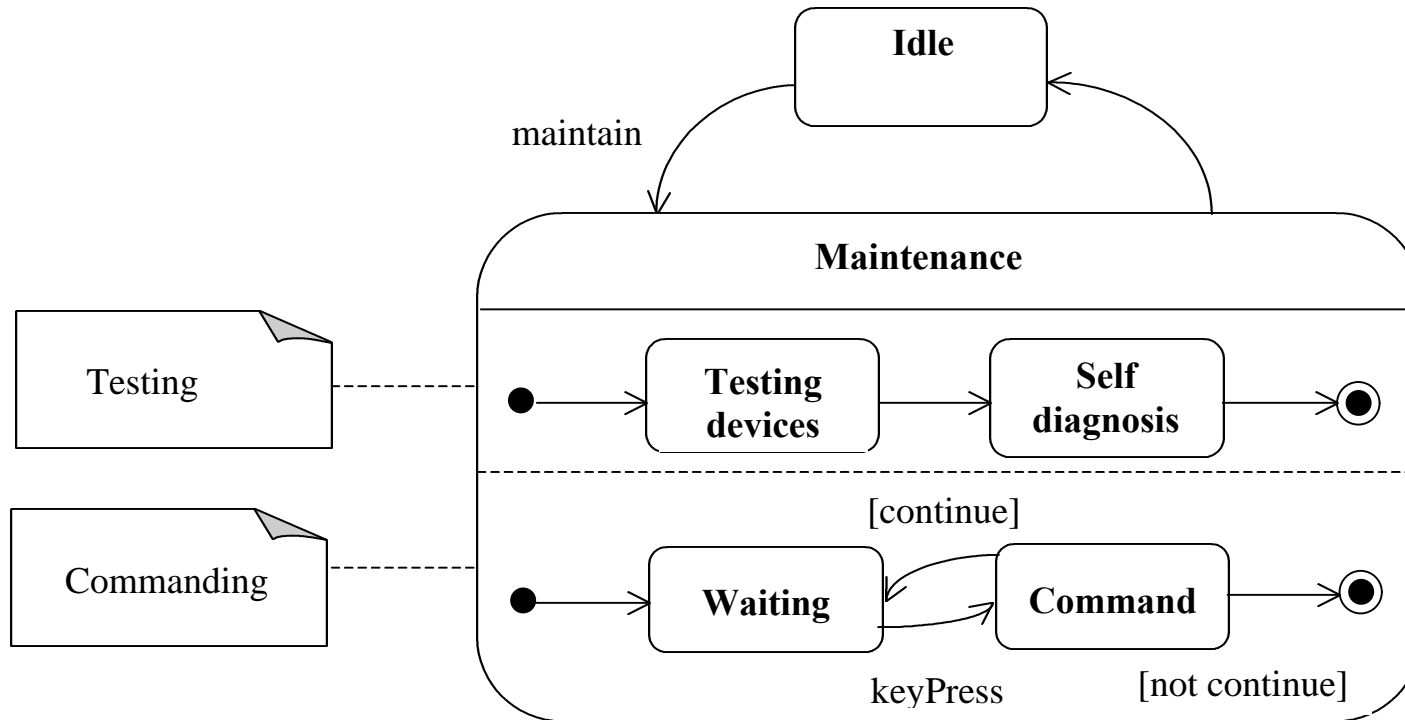 Idle
maintain
Maintenance
Testing
Testing
devices
Self
diagnosis
[continue]
Commanding
Waiting
Command
keyPress
[not continue]